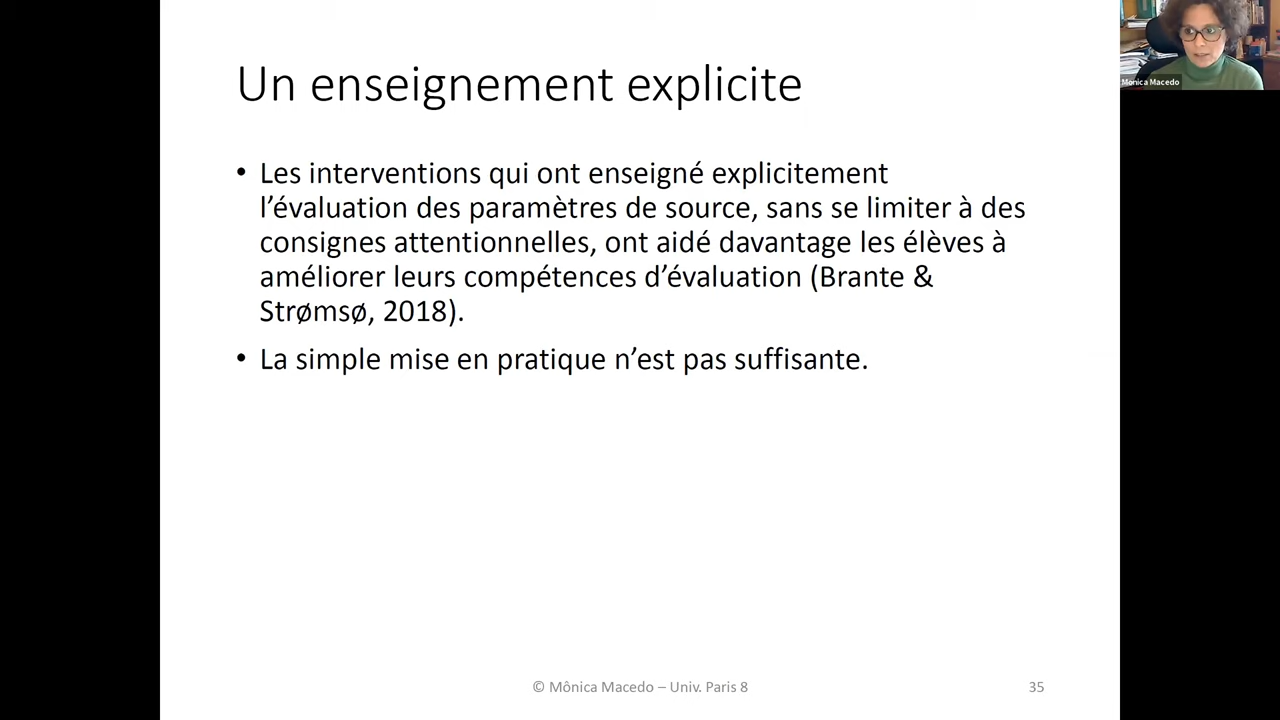 Un enseignement explicite
• Les interventions qui ont enseigné explicitement
l’évaluation des paramètres de source, sans se limiter à des
consignes attentionnelles, ont aidé davantage les élèves à
améliorer leurs compétences d’évaluation (Brante &
Strømsø, 2018).
• La simple mise en pratique n’est pas suffisante.
© Mônica Macedo – Univ. Paris 8
35
Monica Macedo